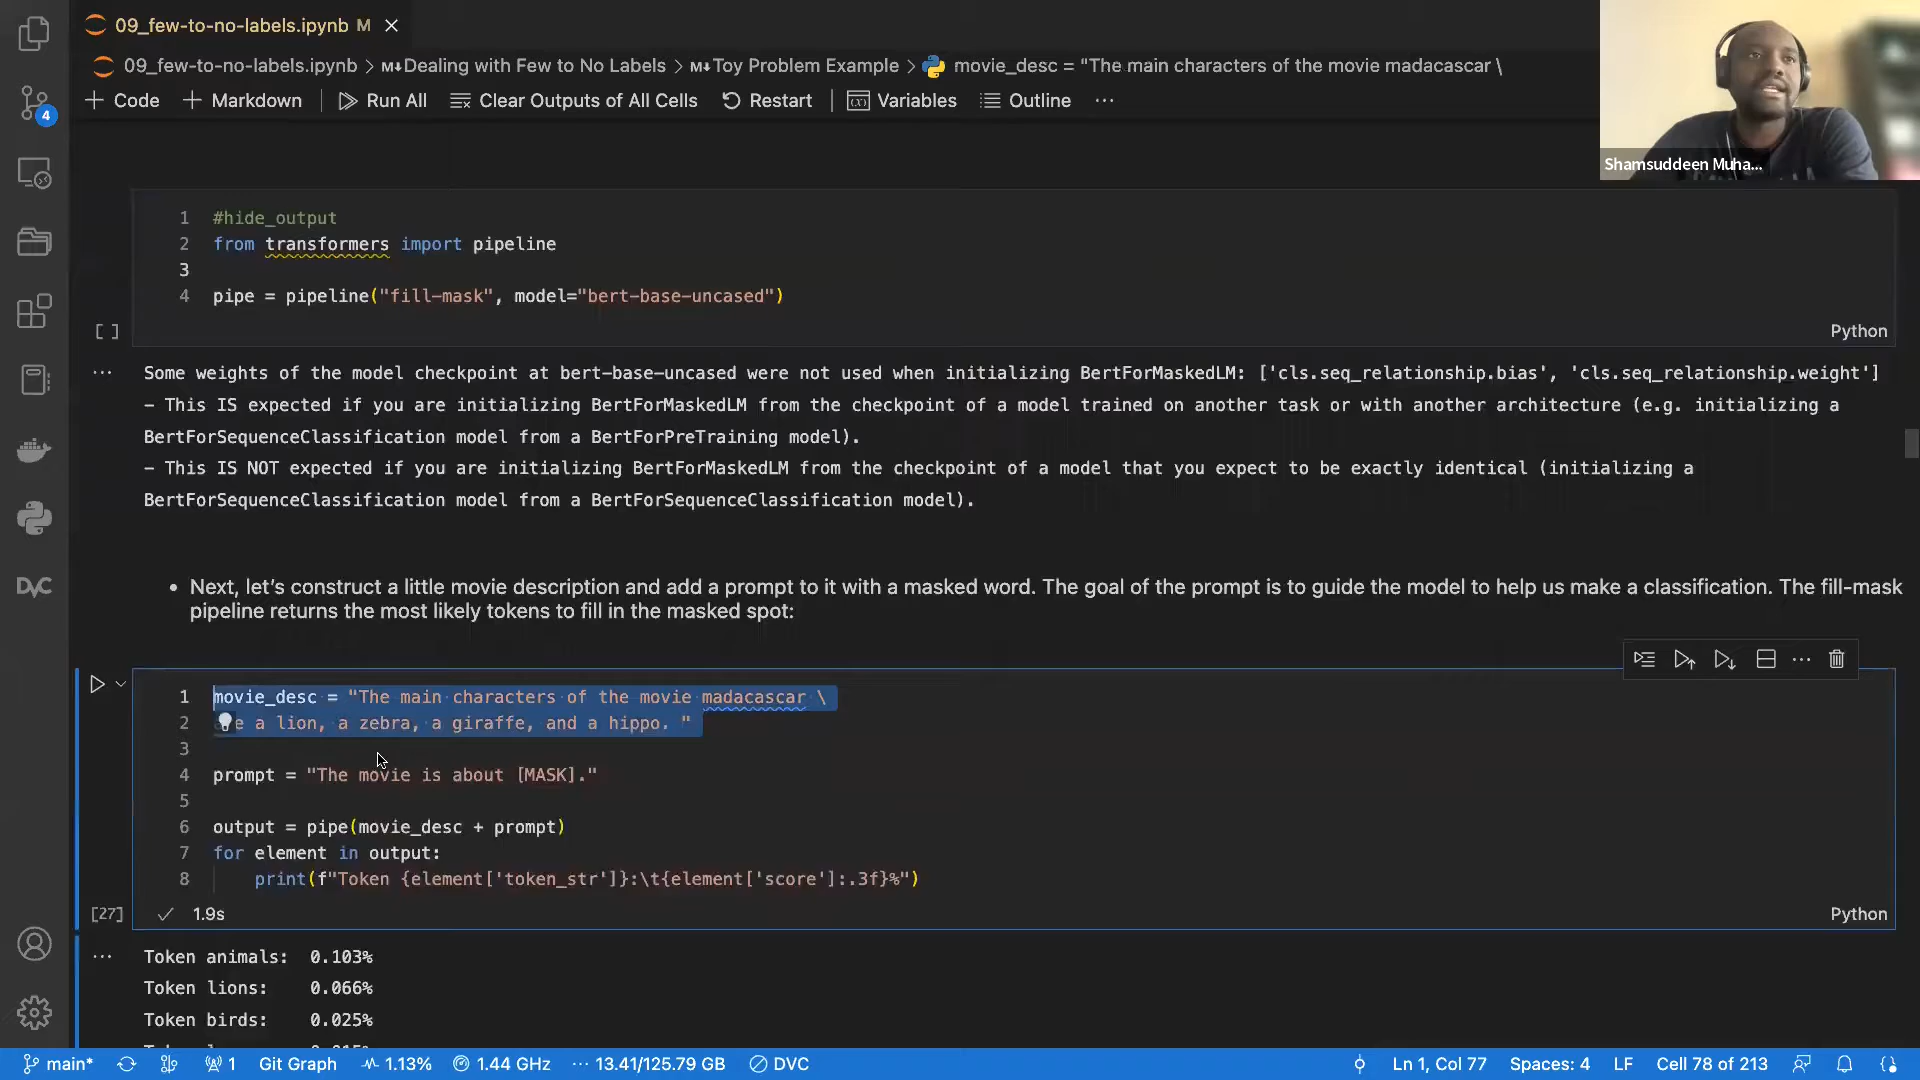 09_few-to-no-labels.ipynb M
09_few-to-no-labels.ipynb > M↓Dealing with Few to No Labels > M↓Toy Problem Example > movie_desc = "The main characters of the movie madacascar \
+ Code + Markdown Run All Clear Outputs of All Cells Restart Variables Outline ...
Shamsuddeen Muha...
4
1 #hide_output
2 from transformers import pipeline
3
4 pipe = pipeline("fill-mask", model="bert-base-uncased")
[ ] Python
... Some weights of the model checkpoint at bert-base-uncased were not used when initializing BertForMaskedLM: ['cls.seq_relationship.bias', 'cls.seq_relationship.weight']
- This IS expected if you are initializing BertForMaskedLM from the checkpoint of a model trained on another task or with another architecture (e.g. initializing a
BertForSequenceClassification model from a BertForPreTraining model).
- This IS NOT expected if you are initializing BertForMaskedLM from the checkpoint of a model that you expect to be exactly identical (initializing a
BertForSequenceClassification model from a BertForSequenceClassification model).
• Next, let's construct a little movie description and add a prompt to it with a masked word. The goal of the prompt is to guide the model to help us make a classification. The fill-mask
pipeline returns the most likely tokens to fill in the masked spot:
1 movie_desc = "The main characters of the movie madacascar \
2 e a lion, a zebra, a giraffe, and a hippo. "
3
4 prompt = "The movie is about [MASK]."
5
6 output = pipe(movie_desc + prompt)
7 for element in output:
8 print(f"Token {element['token_str']}:\t{element['score']:.3f}%")
[27] 1.9s Python
... Token animals: 0.103%
Token lions: 0.066%
Token birds: 0.025%
DVC
main* 1 Git Graph 1.13% 1.44 GHz ... 13.41/125.79 GB DVC Ln 1, Col 77 Spaces: 4 LF Cell 78 of 213